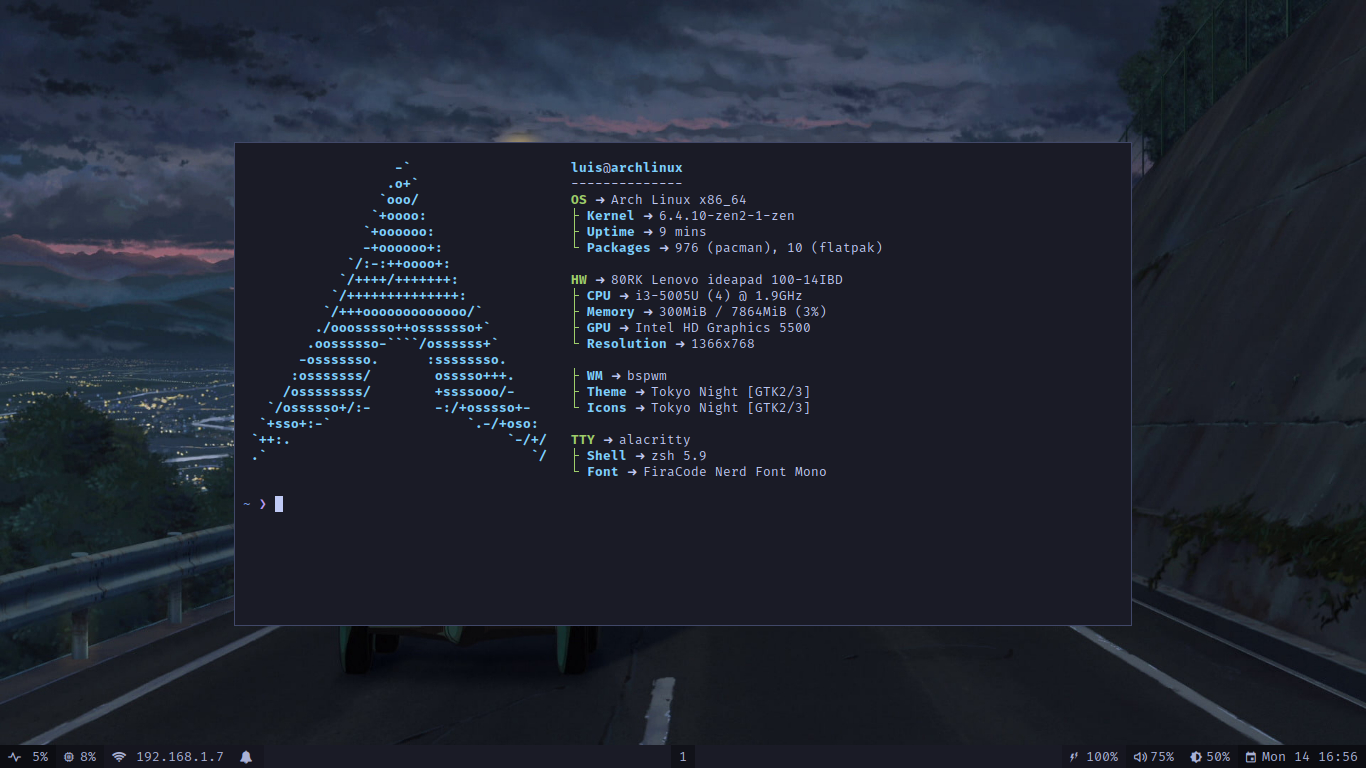 -`
                  .o+`
                 `ooo/
                `+oooo:
               `+oooooo:
               -+oooooo+:
             `/:-:++oooo+:
            `/++++/+++++++:
           `/++++++++++++++:
          `/+++ooooooooooooo/`
         ./ooosssso++osssssso+`
        .oossssso-````/ossssss+`
       -osssssso.      :ssssssso.
      :osssssss/        osssso+++.
     /ossssssss/        +ssssooo/-
   `/ossssso+/:-        -:/+osssso+-
  `+sso+:-`                 `.-/+oso:
 `++:.                           `-/+/
 .`                                 `/
luis@archlinux
--------------
OS ➜ Arch Linux x86_64
├ Kernel ➜ 6.4.10-zen2-1-zen
├ Uptime ➜ 9 mins
└ Packages ➜ 976 (pacman), 10 (flatpak)
HW ➜ 80RK Lenovo ideapad 100-14IBD
├ CPU ➜ i3-5005U (4) @ 1.9GHz
├ Memory ➜ 300MiB / 7864MiB (3%)
├ GPU ➜ Intel HD Graphics 5500
└ Resolution ➜ 1366x768
├ WM ➜ bspwm
├ Theme ➜ Tokyo Night [GTK2/3]
└ Icons ➜ Tokyo Night [GTK2/3]
TTY ➜ alacritty
├ Shell ➜ zsh 5.9
└ Font ➜ FiraCode Nerd Font Mono
~ ❯
5% 8% 192.168.1.7 1 100% 75% 50% Mon 14 16:56